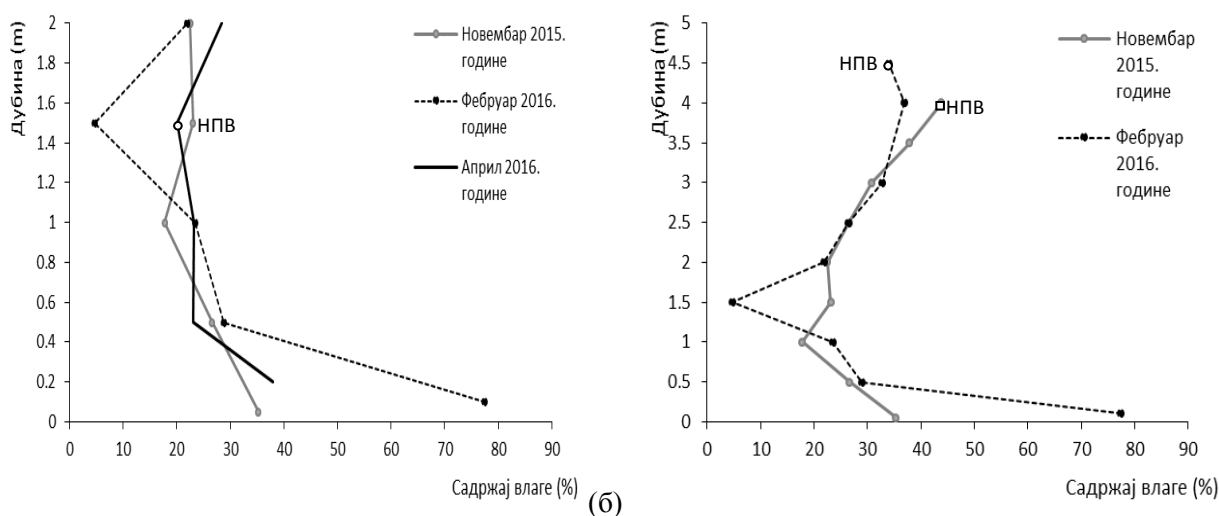 Дубина (m)
2
1.8
1.6
1.4
1.2
1
0.8
0.6
0.4
0.2
0
0 10 20 30 40 50 60 70 80 90
Садржај влаге (%)
НПВ
Новембар 2015.
године
Фебруар 2016.
године
Април 2016.
године
(б)
Дубина (m)
5
4.5
4
3.5
3
2.5
2
1.5
1
0.5
0
0 10 20 30 40 50 60 70 80 90
Садржај влаге (%)
НПВ
НПВ
Новембар
2015.
године
Фебруар
2016.
године